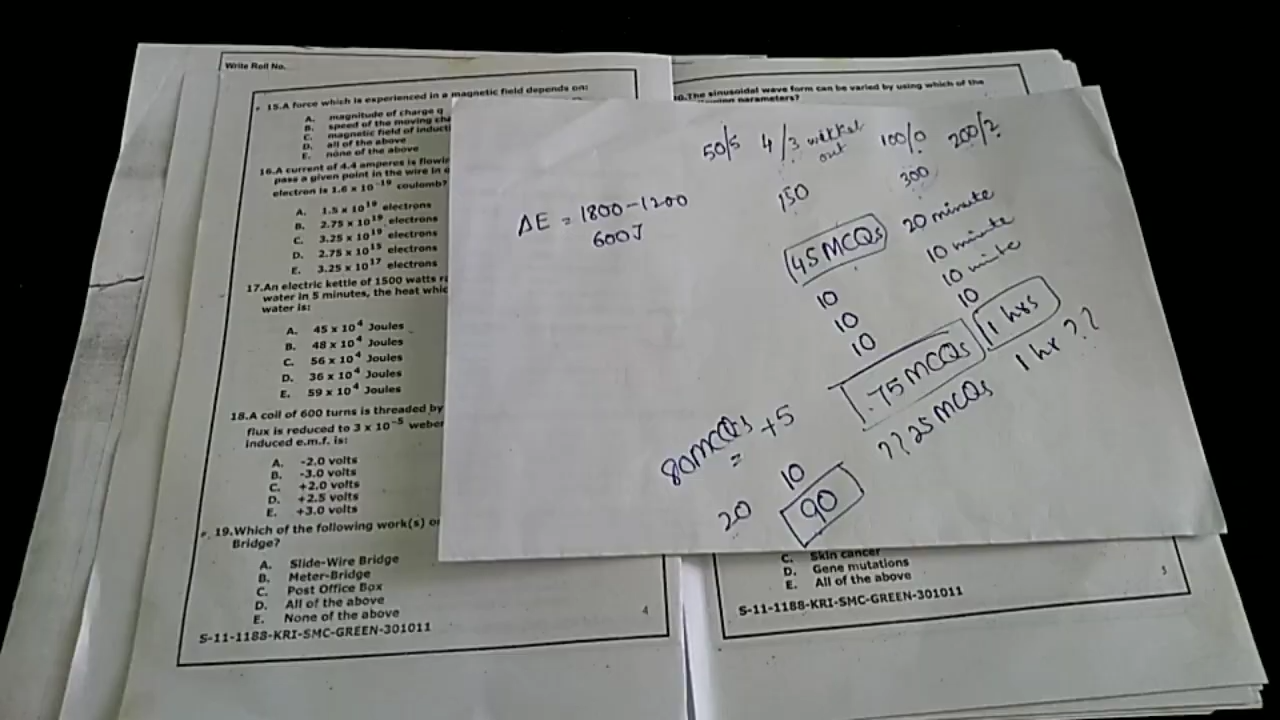 Write Roll No.
15.A force which is experienced in a magnetic field depends on:
A. magnitude of charge q
B. speed of the moving
C. magnetic field of
D. all of the above
E. none of the above
16.A current of 4.4 amperes is
pass a given point in the wire in
electron is 1.6 x 10⁻¹⁹ coulomb?
A. 1.5 x 10¹⁹ electrons
B. 2.75 x 10¹⁹ electrons
C. 3.25 x 10¹⁹ electrons
D. 2.75 x 10¹⁵ electrons
E. 3.25 x 10¹⁷ electrons
17.An electric kettle of 1500 watts
water in 5 minutes, the heat
water is:
A. 45 x 10⁴ Joules
B. 48 x 10⁴ Joules
C. 56 x 10⁴ Joules
D. 36 x 10⁴ Joules
E. 59 x 10⁴ Joules
18.A coil of 600 turns is threaded by
flux is reduced to 3 x 10⁻⁵ weber
induced e.m.f. is:
A. -2.0 volts
B. -3.0 volts
C. +2.0 volts
D. +2.5 volts
E. +3.0 volts
19.Which of the following work(s) on
Bridge?
A. Slide-Wire Bridge
B. Meter-Bridge
C. Post Office Box
D. All of the above
E. None of the above
4
S-11-1188-KRI-SMC-GREEN-301011
The sinusoidal wave form can be varied by using which of the
parameters?
50/5 4/3 wikket out 100/0 200/2
150 300
ΔE = 1800-1200
600J
45 MCQs 20 minute
10 10 minute
10 10 minute
10 10
75 MCQs 1 hrs
??25 MCQs 1 hr ??
80MCQs +5
=
20 10
90
C. Skin cancer
D. Gene mutations
E. All of the above
S-11-1188-KRI-SMC-GREEN-301011